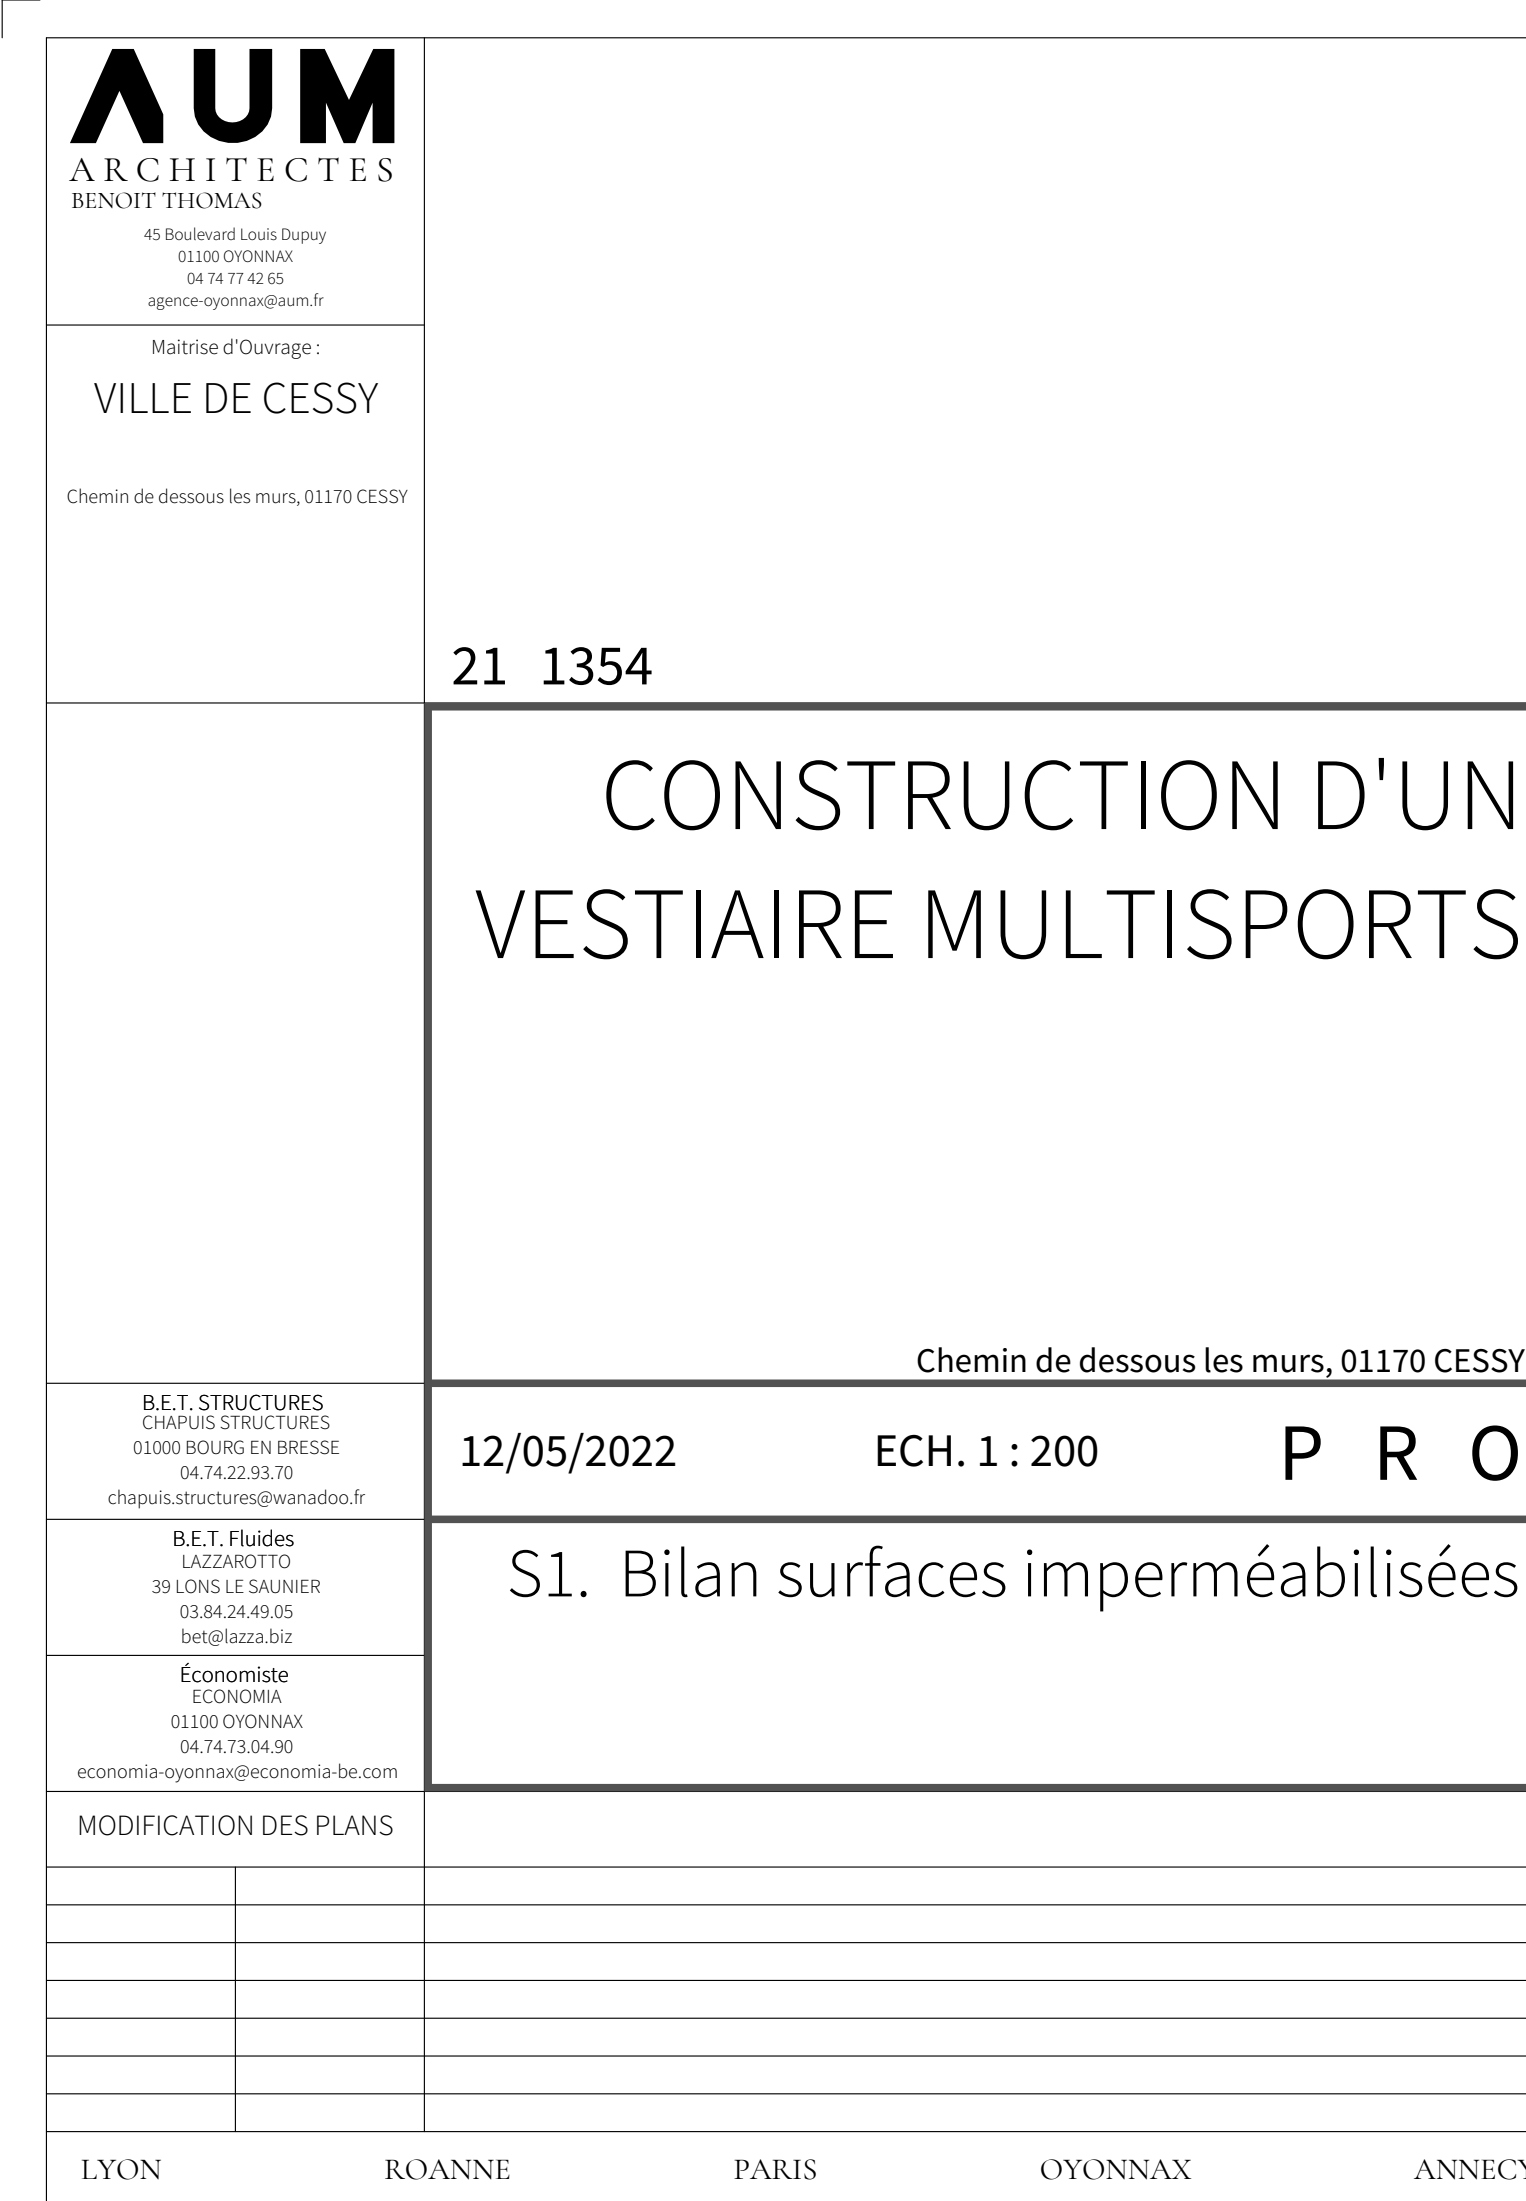 AUM
ARCHITECTES
BENOIT THOMAS
45 Boulevard Louis Dupuy
01100 OYONNAX
04 74 77 42 65
agence-oyonnax@aum.fr
Maitrise d'Ouvrage :
VILLE DE CESSY
Chemin de dessous les murs, 01170 CESSY
21 1354
CONSTRUCTION D'UN
VESTIAIRE MULTISPORTS
Chemin de dessous les murs, 01170 CESSY
B.E.T. STRUCTURES
CHAPUIS STRUCTURES
01000 BOURG EN BRESSE
04.74.22.93.70
chapuis.structures@wanadoo.fr
12/05/2022 ECH. 1 : 200 P R O
B.E.T. Fluides
LAZZAROTTO
39 LONS LE SAUNIER
03.84.24.49.05
bet@lazza.biz
S1. Bilan surfaces imperméabilisées
Économiste
ECONOMIA
01100 OYONNAX
04.74.73.04.90
economia-oyonnax@economia-be.com
MODIFICATION DES PLANS
LYON ROANNE PARIS OYONNAX ANNECY